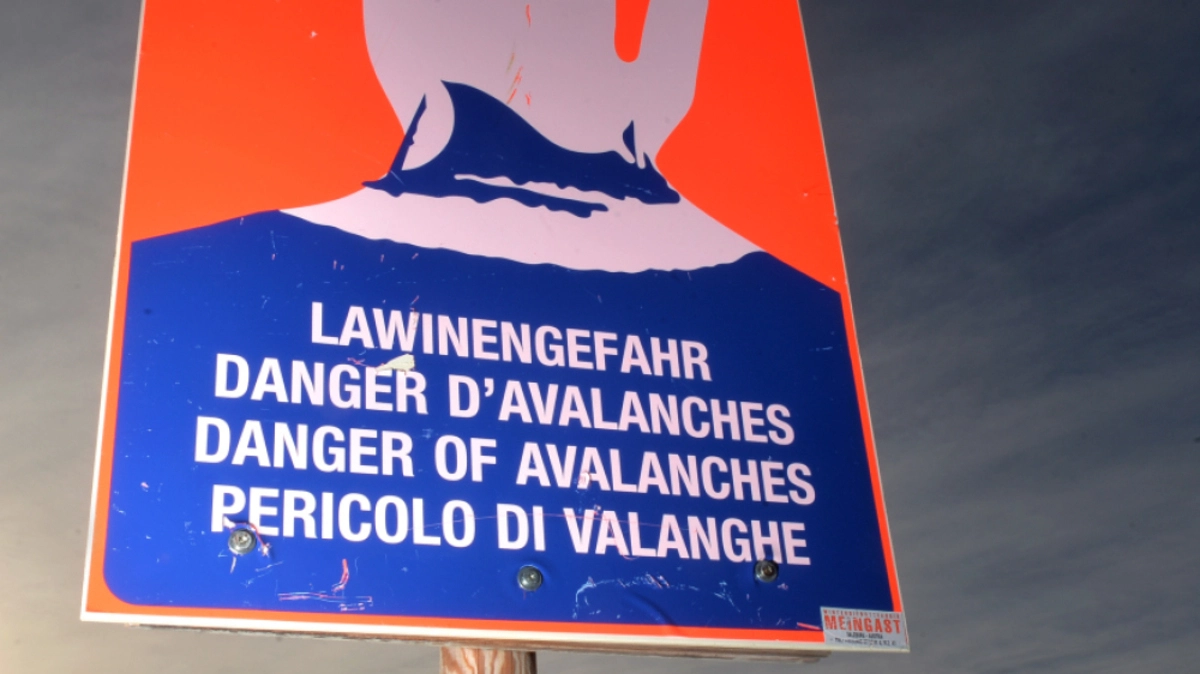 LAWINENGEFAHR
DANGER D'AVALANCHES
DANGER OF AVALANCHES
PERICOLO DI VALANGHE
MEINGAST